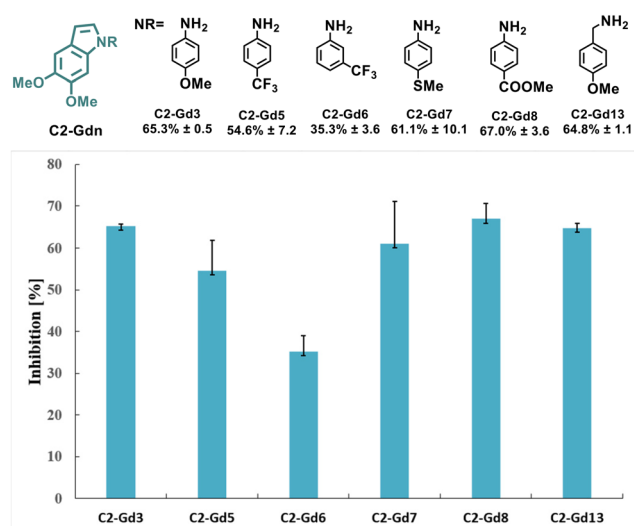 NR=
NH2
NH2
NH2
NH2
NH2
NH2
NR
MeO
OMe
OMe
CF3
CF3
SMe
COOMe
OMe
C2-Gdn
C2-Gd3
C2-Gd5
C2-Gd6
C2-Gd7
C2-Gd8
C2-Gd13
65.3% ± 0.5
54.6% ± 7.2
35.3% ± 3.6
61.1% ± 10.1
67.0% ± 3.6
64.8% ± 1.1
Inhibition [%]
80
70
60
50
40
30
20
10
0
C2-Gd3
C2-Gd5
C2-Gd6
C2-Gd7
C2-Gd8
C2-Gd13